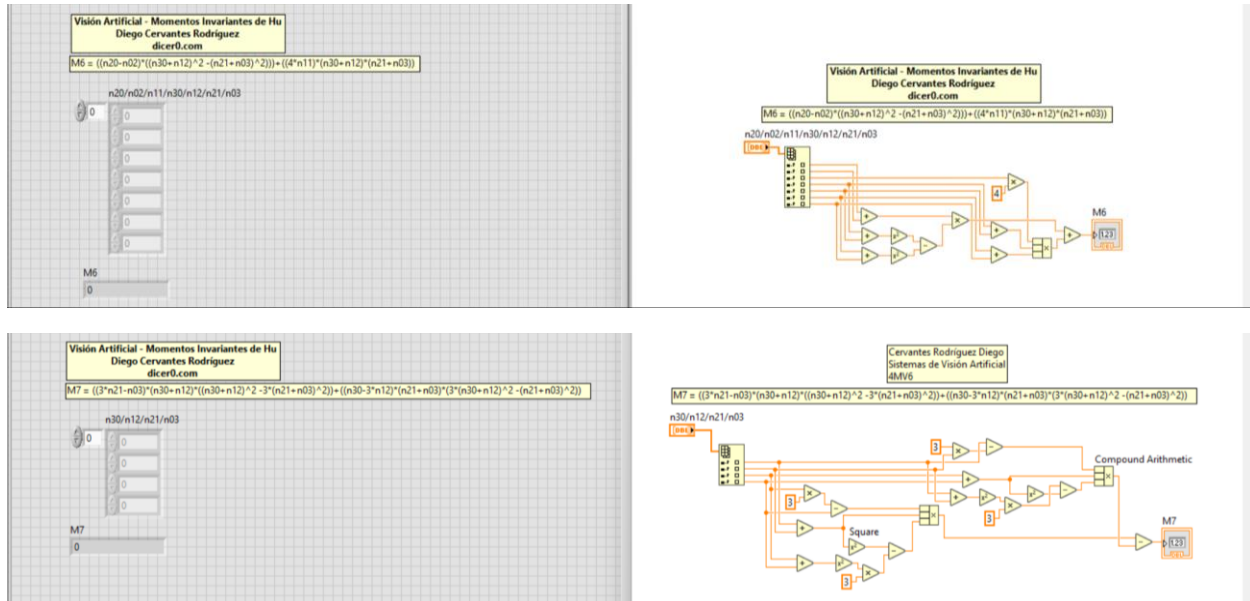 Visión Artificial - Momentos Invariantes de Hu
Diego Cervantes Rodríguez
dicer0.com
M6 = ((n20-n02)*((n30+n12)^2 -(n21+n03)^2)))+((4*n11)*(n30+n12)*(n21+n03))
n20/n02/n11/n30/n12/n21/n03
0
0
0
0
0
0
0
0
M6
0
Visión Artificial - Momentos Invariantes de Hu
Diego Cervantes Rodríguez
dicer0.com
M6 = ((n20-n02)*((n30+n12)^2 -(n21+n03)^2)))+((4*n11)*(n30+n12)*(n21+n03))
n20/n02/n11/n30/n12/n21/n03
DBL
4
+
x
+
x²
+
x²
-
+
+
x
+
x
M6
123
Visión Artificial - Momentos Invariantes de Hu
Diego Cervantes Rodríguez
dicer0.com
M7 = ((3*n21-n03)*(n30+n12)*((n30+n12)^2 -3*(n21+n03)^2))+((n30-3*n12)*(n21+n03)*(3*(n30+n12)^2 -(n21+n03)^2))
n30/n12/n21/n03
0
0
0
0
0
M7
0
Cervantes Rodríguez Diego
Sistemas de Visión Artificial
4MV6
M7 = ((3*n21-n03)*(n30+n12)*((n30+n12)^2 -3*(n21+n03)^2))+((n30-3*n12)*(n21+n03)*(3*(n30+n12)^2 -(n21+n03)^2))
n30/n12/n21/n03
DBL
3
x
-
Compound Arithmetic
x
+
+
x²
x
x²
-
3
3
x
-
x
+
Square
x²
-
+
x²
x
3
-
M7
123